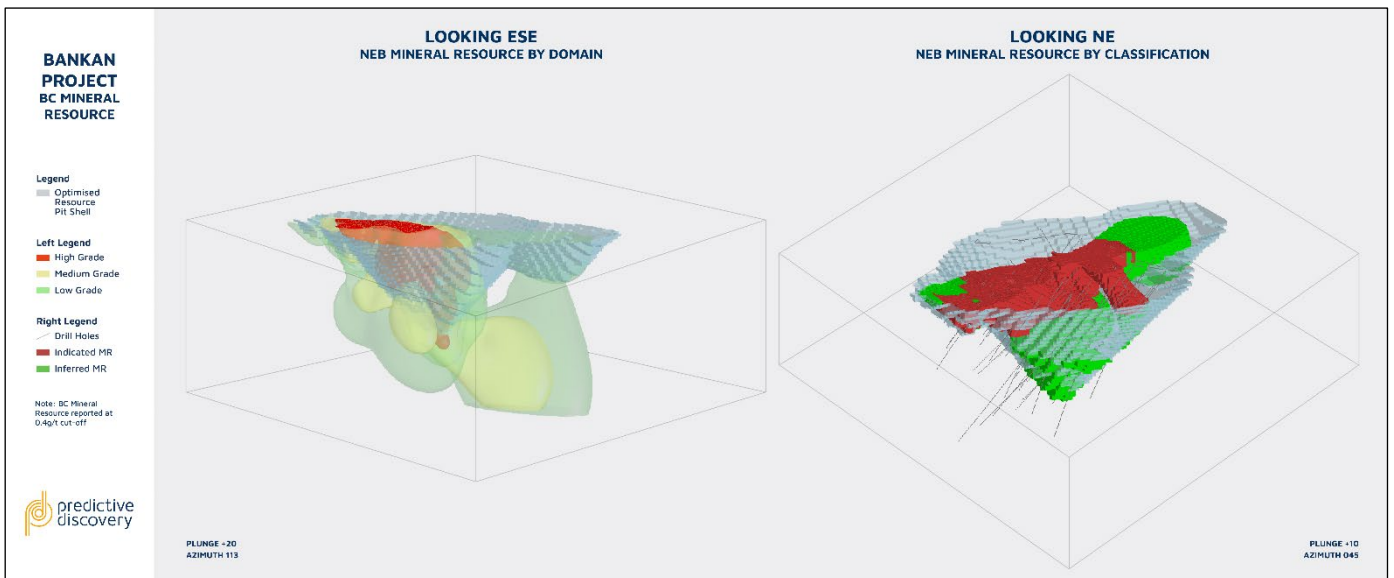 BANKAN
PROJECT
BC MINERAL
RESOURCE
Legend
Optimised
Resource
Pit Shell
Left Legend
High Grade
Medium Grade
Low Grade
Right Legend
Drill Holes
Indicated MR
Inferred MR
Note: BC Mineral
Resource reported at
0.4g/t cut-off
predictive
discovery
LOOKING ESE
NEB MINERAL RESOURCE BY DOMAIN
PLUNGE +20
AZIMUTH 113
LOOKING NE
NEB MINERAL RESOURCE BY CLASSIFICATION
PLUNGE +10
AZIMUTH 045